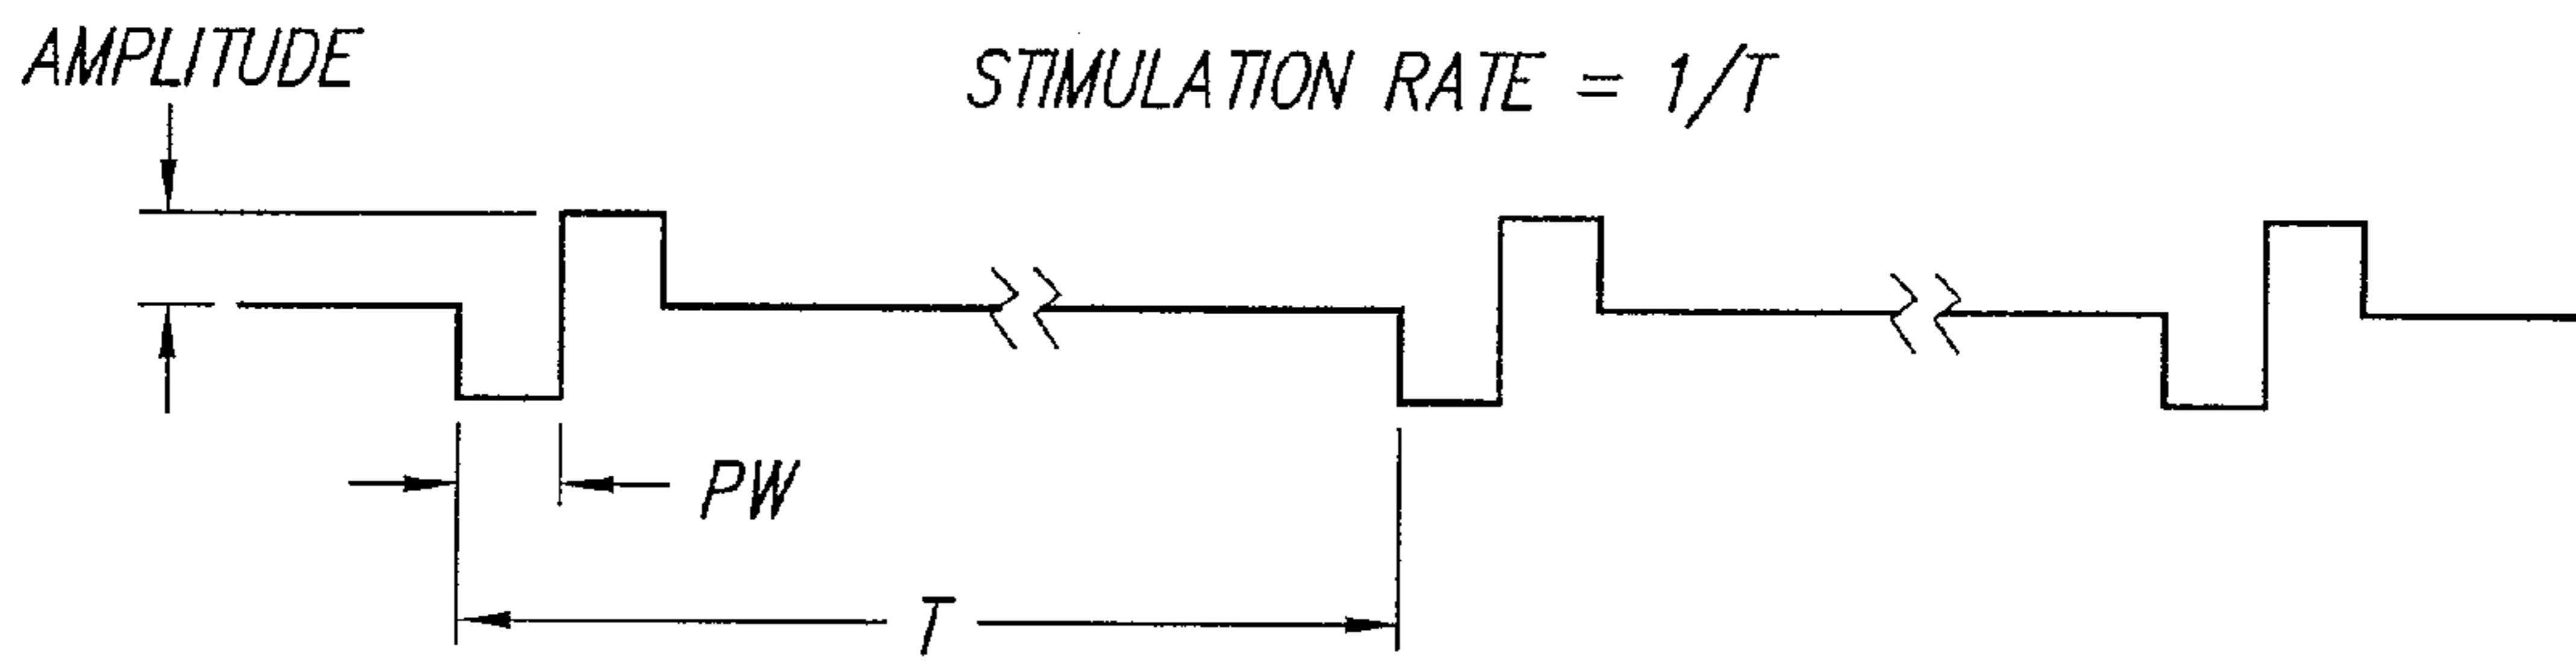 AMPLITUDE
STIMULATION RATE = 1/T
PW
T